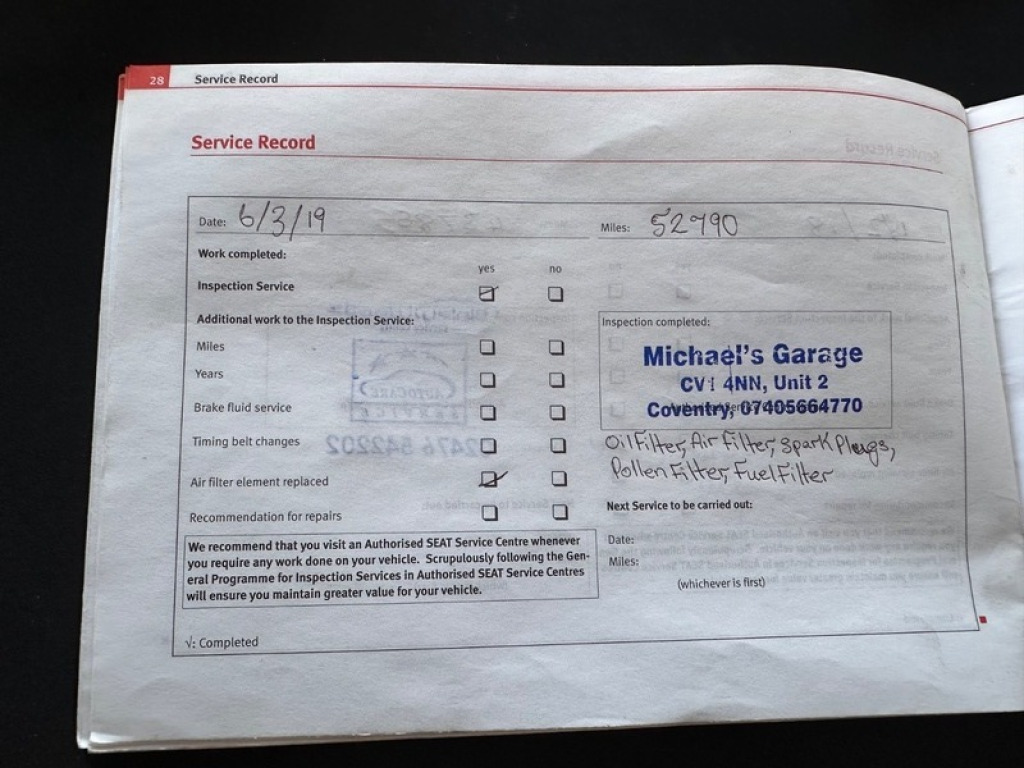 28 Service Record
Service Record
Date: 6/3/19 Miles: 52790
Work completed:
yes no
Inspection Service
Additional work to the Inspection Service:
Inspection completed:
Miles
Michael's Garage
Years
CV1 4NN, Unit 2
Brake fluid service
Coventry, 07405664770
Timing belt changes
Oil Filter, Air Filter, Spark Plugs,
Pollen Filter, Fuel Filter
Air filter element replaced
Next Service to be carried out:
Recommendation for repairs
We recommend that you visit an Authorised SEAT Service Centre whenever
you require any work done on your vehicle. Scrupulously following the Gen-
eral Programme for Inspection Services in Authorised SEAT Service Centres
will ensure you maintain greater value for your vehicle.
Date:
Miles:
(whichever is first)
√: Completed